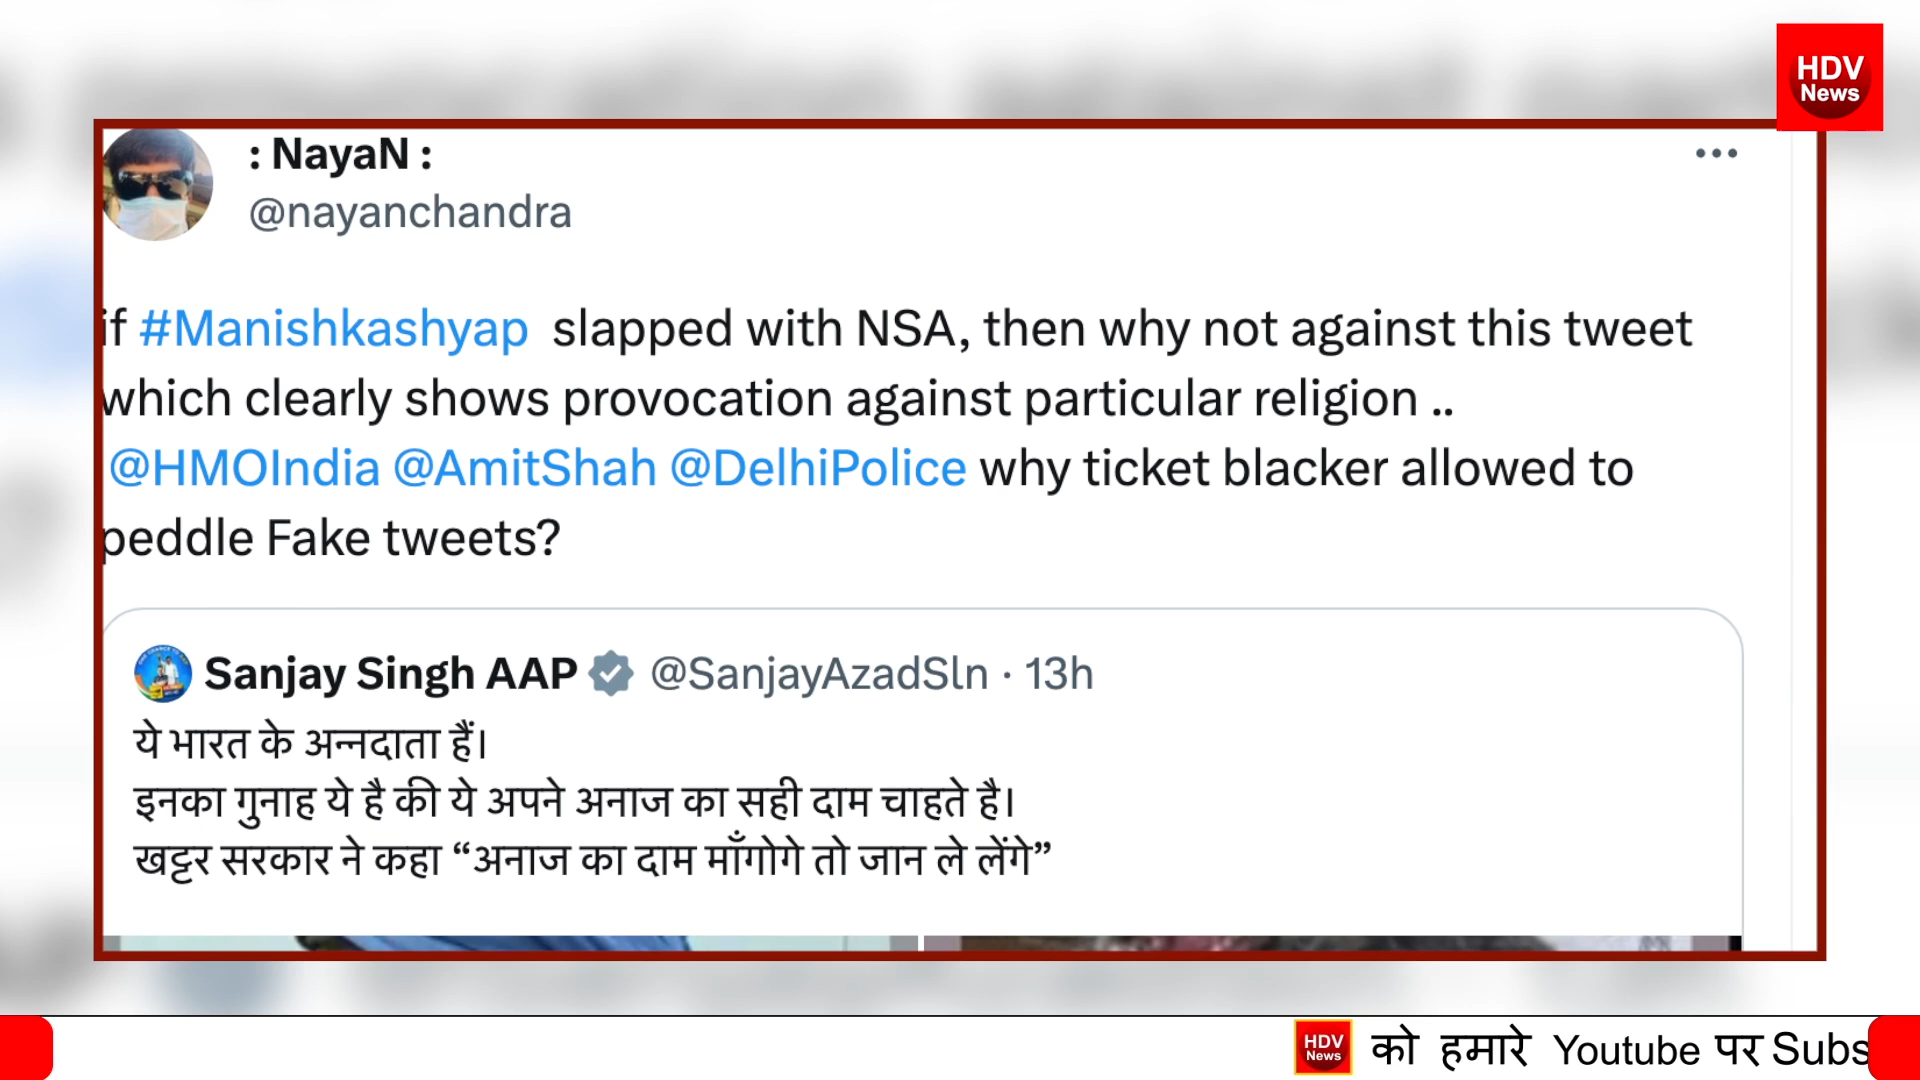 HDV
News
: NayaN :
@nayanchandra
if #Manishkashyap slapped with NSA, then why not against this tweet
which clearly shows provocation against particular religion ..
@HMOIndia @AmitShah @DelhiPolice why ticket blacker allowed to
peddle Fake tweets?
Sanjay Singh AAP @SanjayAzadSln · 13h
ये भारत के अन्नदाता हैं।
इनका गुनाह ये है की ये अपने अनाज का सही दाम चाहते है।
खट्टर सरकार ने कहा “अनाज का दाम माँगोगे तो जान ले लेंगे”
HDV
News
को हमारे Youtube पर Subs